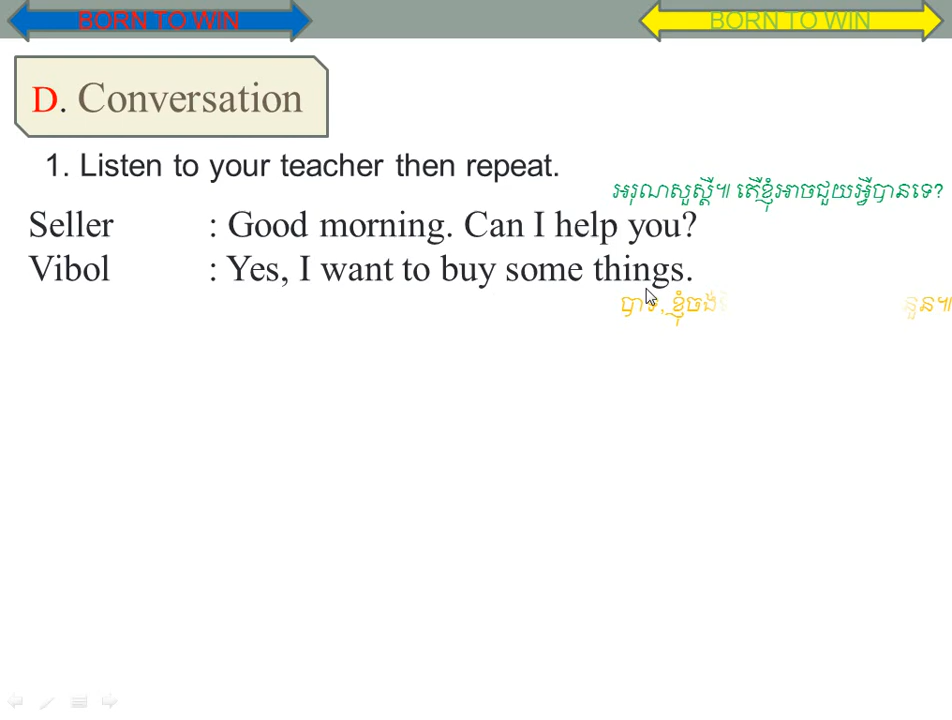 BORN TO WIN
BORN TO WIN
D. Conversation
1. Listen to your teacher then repeat.
អរុណសួស្ដី៕ តើខ្ញុំអាចជួយអ្វីបានទេ?
Seller : Good morning. Can I help you?
Vibol : Yes, I want to buy some things.
បាទ, ខ្ញុំចង់